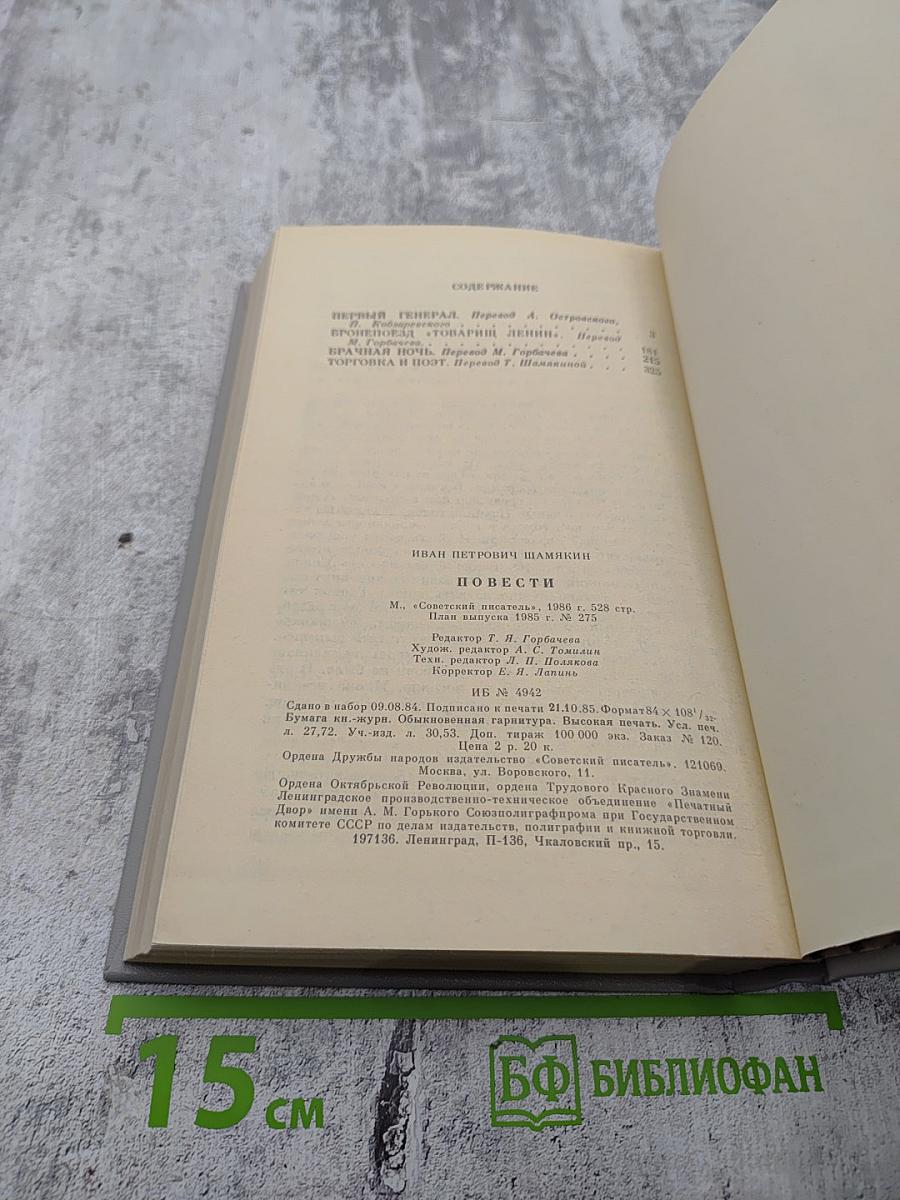 СОДЕРЖАНИЕ
ПЕРВЫЙ ГЕНЕРАЛ. Перевод А. Островского,
П. Кобзаревского . . . . . . . . . 3
БРОНЕПОЕЗД «ТОВАРИЩ ЛЕНИН». Перевод
М. Горбачева. . . . . . . . . . . 181
БРАЧНАЯ НОЧЬ. Перевод М. Горбачева . . . . 215
ТОРГОВКА И ПОЭТ. Перевод Т. Шамякиной . . . . 325
ИВАН ПЕТРОВИЧ ШАМЯКИН
ПОВЕСТИ
М., «Советский писатель», 1986 г. 528 стр.
План выпуска 1985 г. № 275
Редактор Т. Я. Горбачева
Худож. редактор А. С. Томилин
Техн. редактор Л. П. Полякова
Корректор Е. Я. Лапинь
ИБ № 4942
Сдано в набор 09.08.84. Подписано к печати 21.10.85. Формат 84 × 108¹/₃₂.
Бумага кн.-журн. Обыкновенная гарнитура. Высокая печать. Усл. печ.
л. 27,72. Уч.-изд. л. 30,53. Доп. тираж 100 000 экз. Заказ № 120.
Цена 2 р. 20 к.
Ордена Дружбы народов издательство «Советский писатель». 121069.
Москва, ул. Воровского, 11.
Ордена Октябрьской Революции, ордена Трудового Красного Знамени
Ленинградское производственно-техническое объединение «Печатный
Двор» имени А. М. Горького Союзполиграфпрома при Государственном
комитете СССР по делам издательств, полиграфии и книжной торговли.
197136. Ленинград, П-136, Чкаловский пр., 15.
15 см
БФ БИБЛИОФАН